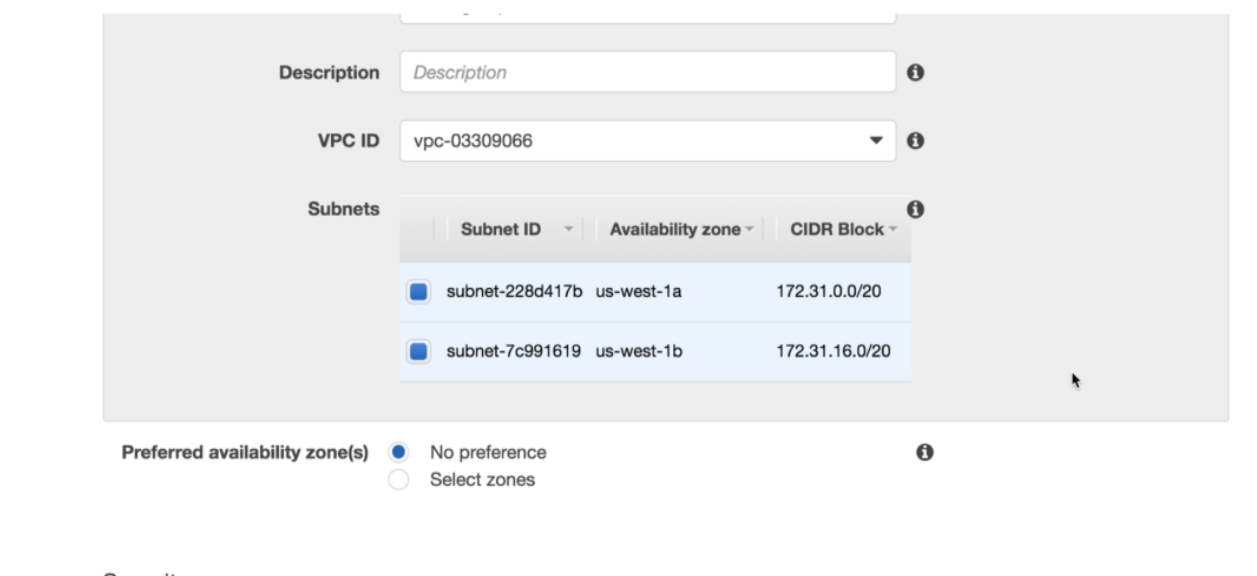 Description Description
VPC ID vpc-03309066
Subnets
Subnet ID Availability zone CIDR Block
subnet-228d417b us-west-1a 172.31.0.0/20
subnet-7c991619 us-west-1b 172.31.16.0/20
Preferred availability zone(s) No preference
Select zones